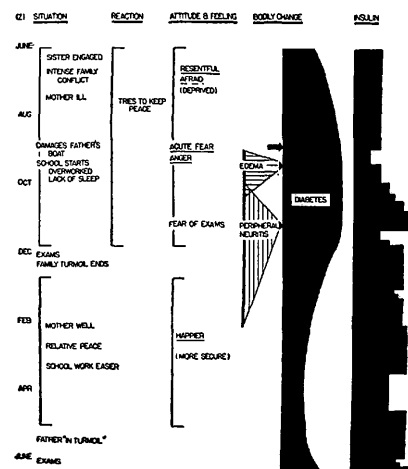 (2) SITUATION REACTION ATTITUDE & FEELING BODILY CHANGE INSULIN
JUNE
SISTER ENGAGED
INTENSE FAMILY
CONFLICT
MOTHER ILL
TRIES TO KEEP
PEACE
RESENTFUL
AFRAID
(DEPRIVED)
AUG
DAMAGES FATHER'S
BOAT
SCHOOL STARTS
OVERWORKED
LACK OF SLEEP
ACUTE FEAR
ANGER
EDEMA
OCT
DIABETES
FEAR OF EXAMS
PERIPHERAL
NEURITIS
DEC
EXAMS
FAMILY TURMOIL ENDS
FEB
MOTHER WELL
RELATIVE PEACE
SCHOOL WORK EASIER
HAPPIER
(MORE SECURE)
APR
FATHER "IN TURMOIL"
JUNE
EXAMS